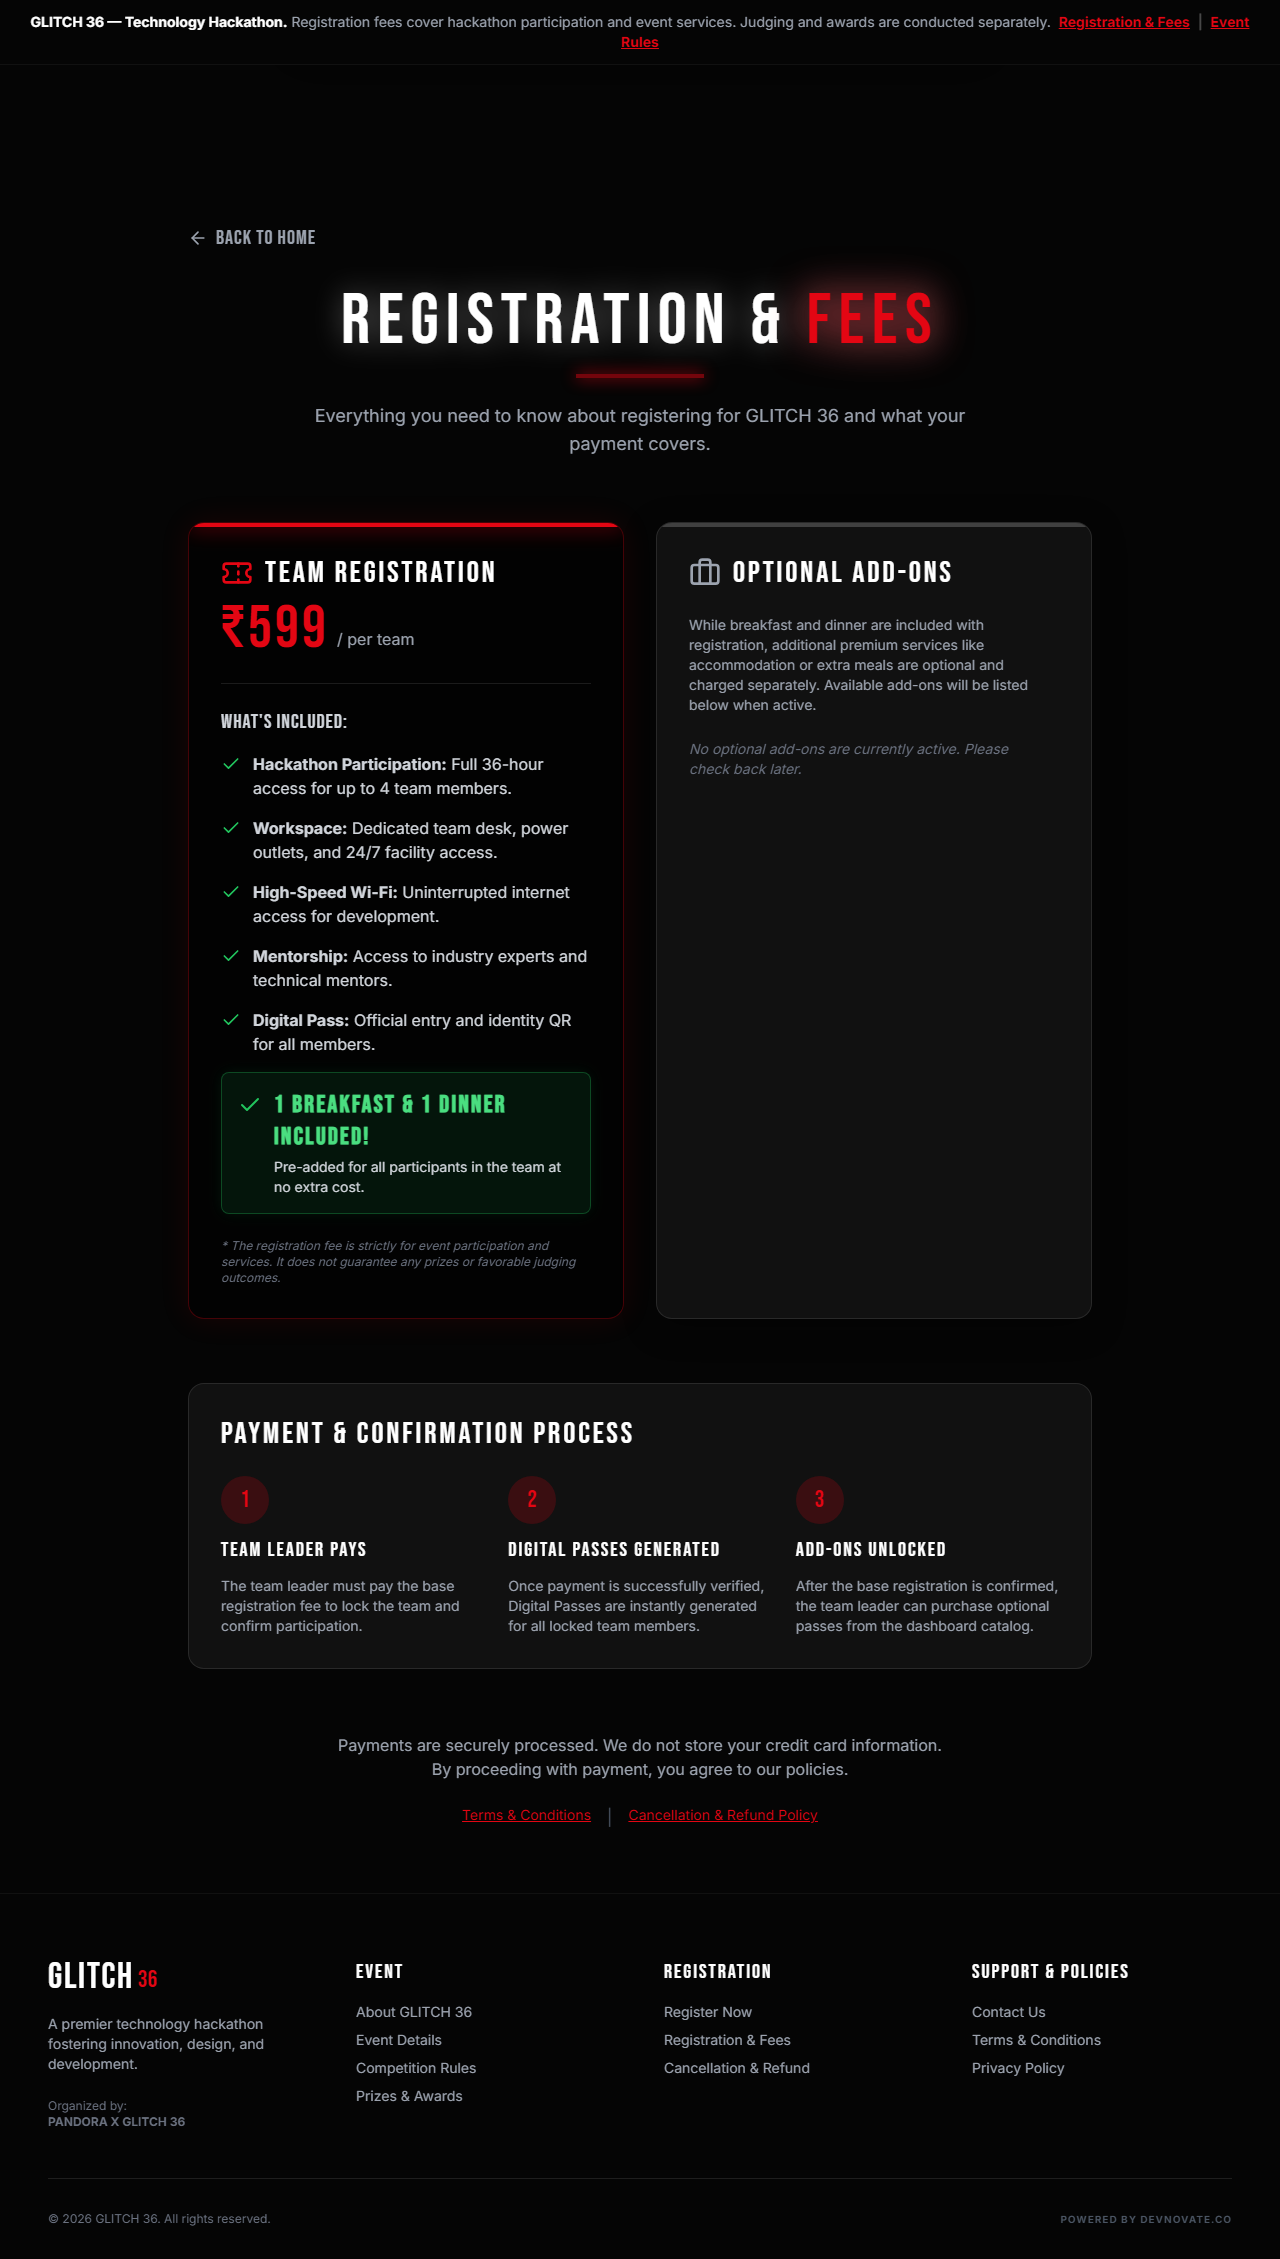 GLITCH 36 — Technology Hackathon. Registration fees cover hackathon participation and event services. Judging and awards are conducted separately. Registration & Fees | Event
Rules
BACK TO HOME
REGISTRATION & FEES
Everything you need to know about registering for GLITCH 36 and what your
payment covers.
TEAM REGISTRATION
₹599 / per team
WHAT'S INCLUDED:
Hackathon Participation: Full 36-hour
access for up to 4 team members.
Workspace: Dedicated team desk, power
outlets, and 24/7 facility access.
High-Speed Wi-Fi: Uninterrupted internet
access for development.
Mentorship: Access to industry experts and
technical mentors.
Digital Pass: Official entry and identity QR
for all members.
1 BREAKFAST & 1 DINNER
INCLUDED!
Pre-added for all participants in the team at
no extra cost.
* The registration fee is strictly for event participation and
services. It does not guarantee any prizes or favorable judging
outcomes.
OPTIONAL ADD-ONS
While breakfast and dinner are included with
registration, additional premium services like
accommodation or extra meals are optional and
charged separately. Available add-ons will be listed
below when active.
No optional add-ons are currently active. Please
check back later.
PAYMENT & CONFIRMATION PROCESS
1
TEAM LEADER PAYS
The team leader must pay the base
registration fee to lock the team and
confirm participation.
2
DIGITAL PASSES GENERATED
Once payment is successfully verified,
Digital Passes are instantly generated
for all locked team members.
3
ADD-ONS UNLOCKED
After the base registration is confirmed,
the team leader can purchase optional
passes from the dashboard catalog.
Payments are securely processed. We do not store your credit card information.
By proceeding with payment, you agree to our policies.
Terms & Conditions | Cancellation & Refund Policy
GLITCH 36
A premier technology hackathon
fostering innovation, design, and
development.
Organized by:
PANDORA X GLITCH 36
EVENT
About GLITCH 36
Event Details
Competition Rules
Prizes & Awards
REGISTRATION
Register Now
Registration & Fees
Cancellation & Refund
SUPPORT & POLICIES
Contact Us
Terms & Conditions
Privacy Policy
© 2026 GLITCH 36. All rights reserved.
POWERED BY DEVNOVATE.CO